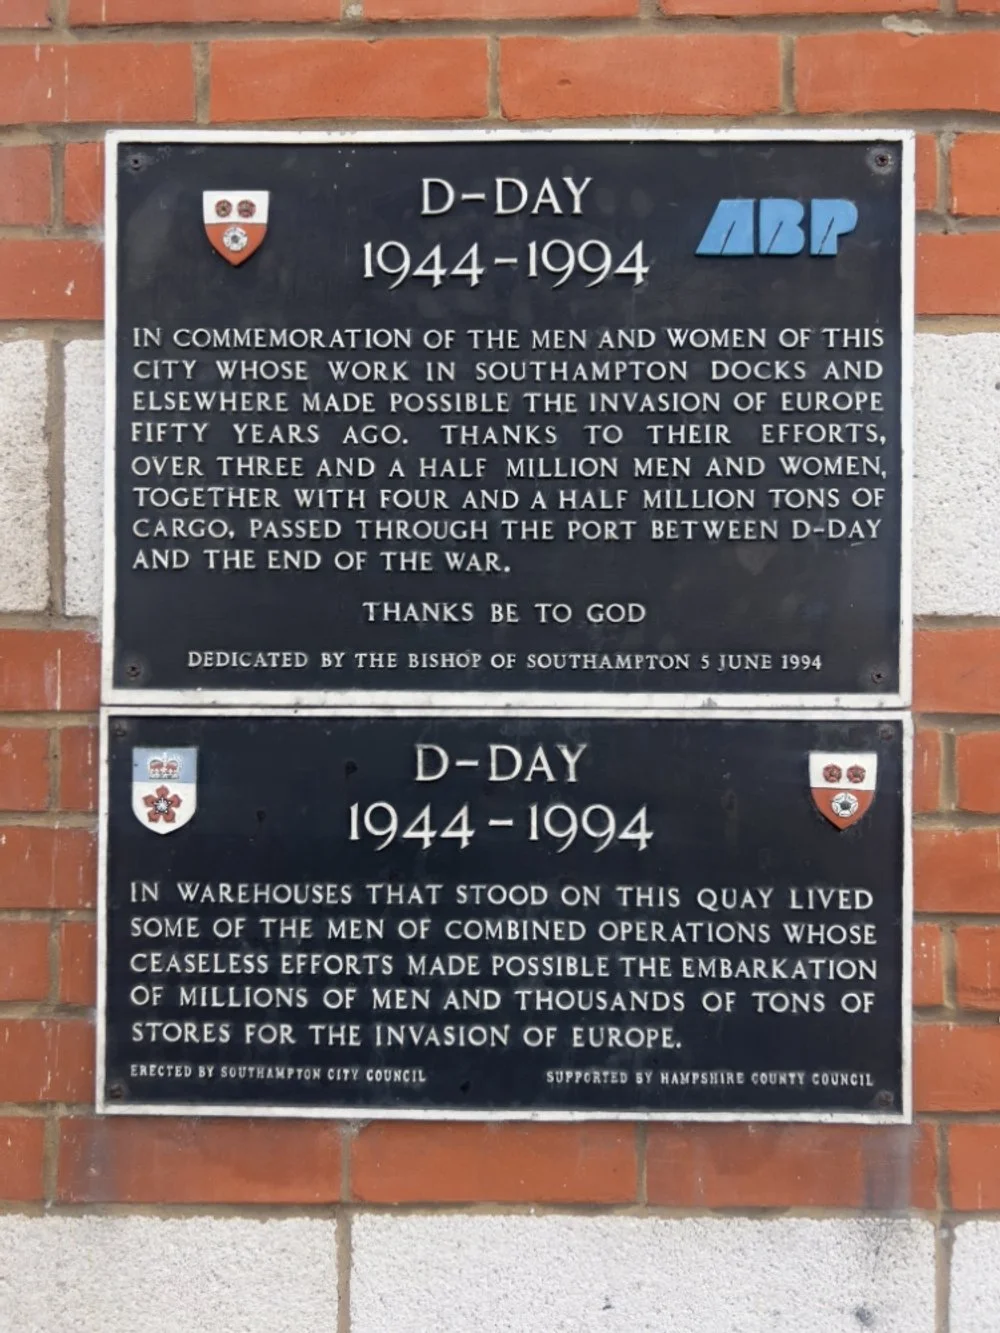 D-DAY
ABP
1944-1994
IN COMMEMORATION OF THE MEN AND WOMEN OF THIS
CITY WHOSE WORK IN SOUTHAMPTON DOCKS AND
ELSEWHERE MADE POSSIBLE THE INVASION OF EUROPE
FIFTY YEARS AGO. THANKS TO THEIR EFFORTS,
OVER THREE AND A HALF MILLION MEN AND WOMEN,
TOGETHER WITH FOUR AND A HALF MILLION TONS OF
CARGO, PASSED THROUGH THE PORT BETWEEN D-DAY
AND THE END OF THE WAR.
THANKS BE TO GOD
DEDICATED BY THE BISHOP OF SOUTHAMPTON 5 JUNE 1994
D-DAY
1944-1994
IN WAREHOUSES THAT STOOD ON THIS QUAY LIVED
SOME OF THE MEN OF COMBINED OPERATIONS WHOSE
CEASELESS EFFORTS MADE POSSIBLE THE EMBARKATION
OF MILLIONS OF MEN AND THOUSANDS OF TONS OF
STORES FOR THE INVASION OF EUROPE.
ERECTED BY SOUTHAMPTON CITY COUNCIL
SUPPORTED BY HAMPSHIRE COUNTY COUNCIL